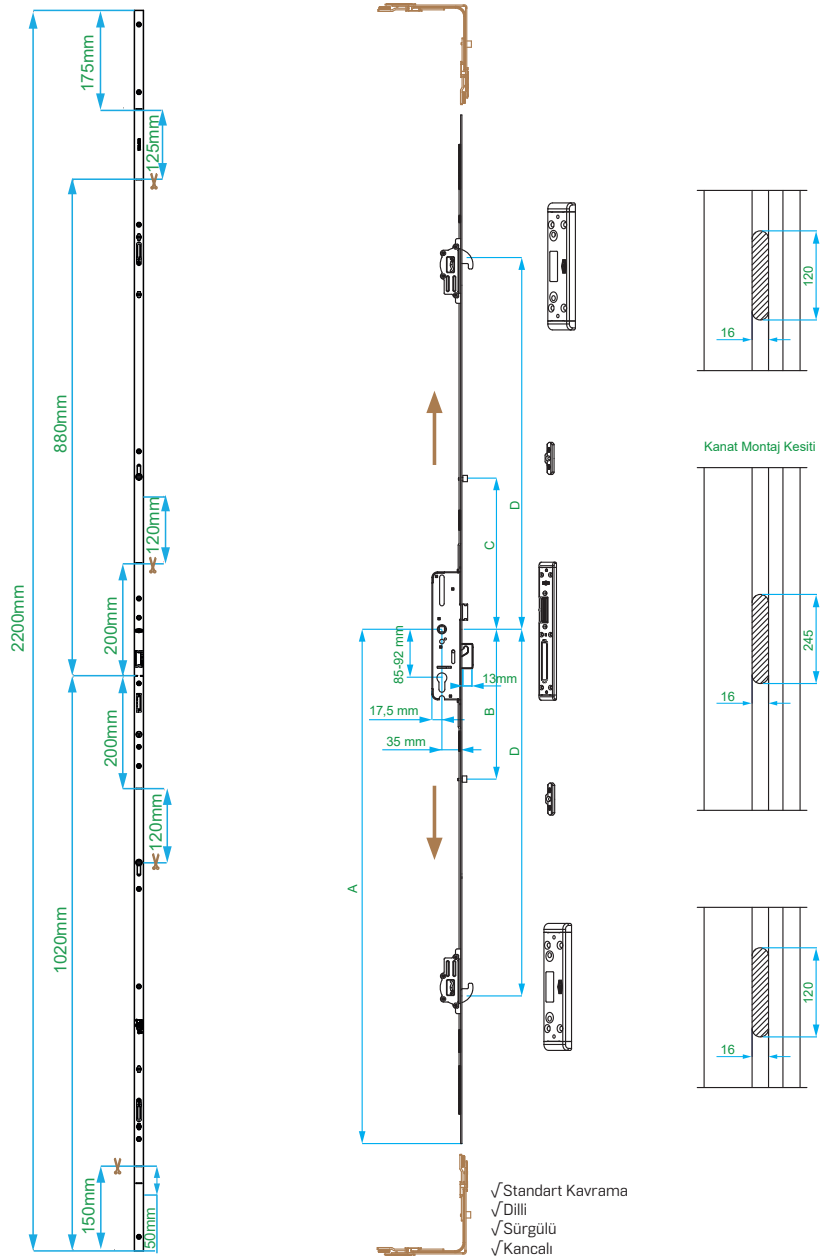 175mm
125mm
880mm
120mm
2200mm
200mm
200mm
120mm
1020mm
150mm
50mm
D
C
85-92 mm
13mm
B
17,5 mm
35 mm
D
A
120
16
Kanat Montaj Kesiti
245
16
120
16
√Standart Kavrama
√Dilli
√Sürgülü
√Kancalı